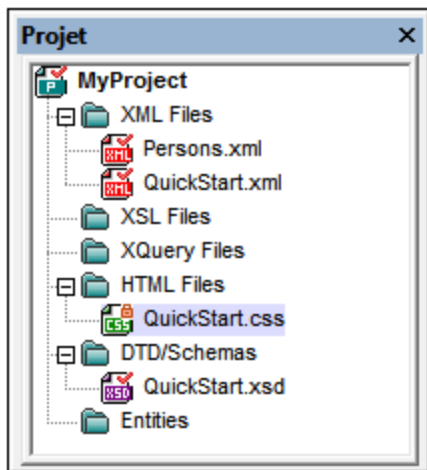 Projet
MyProject
XML Files
Persons.xml
QuickStart.xml
XSL Files
XQuery Files
HTML Files
QuickStart.css
DTD/Schemas
QuickStart.xsd
Entities